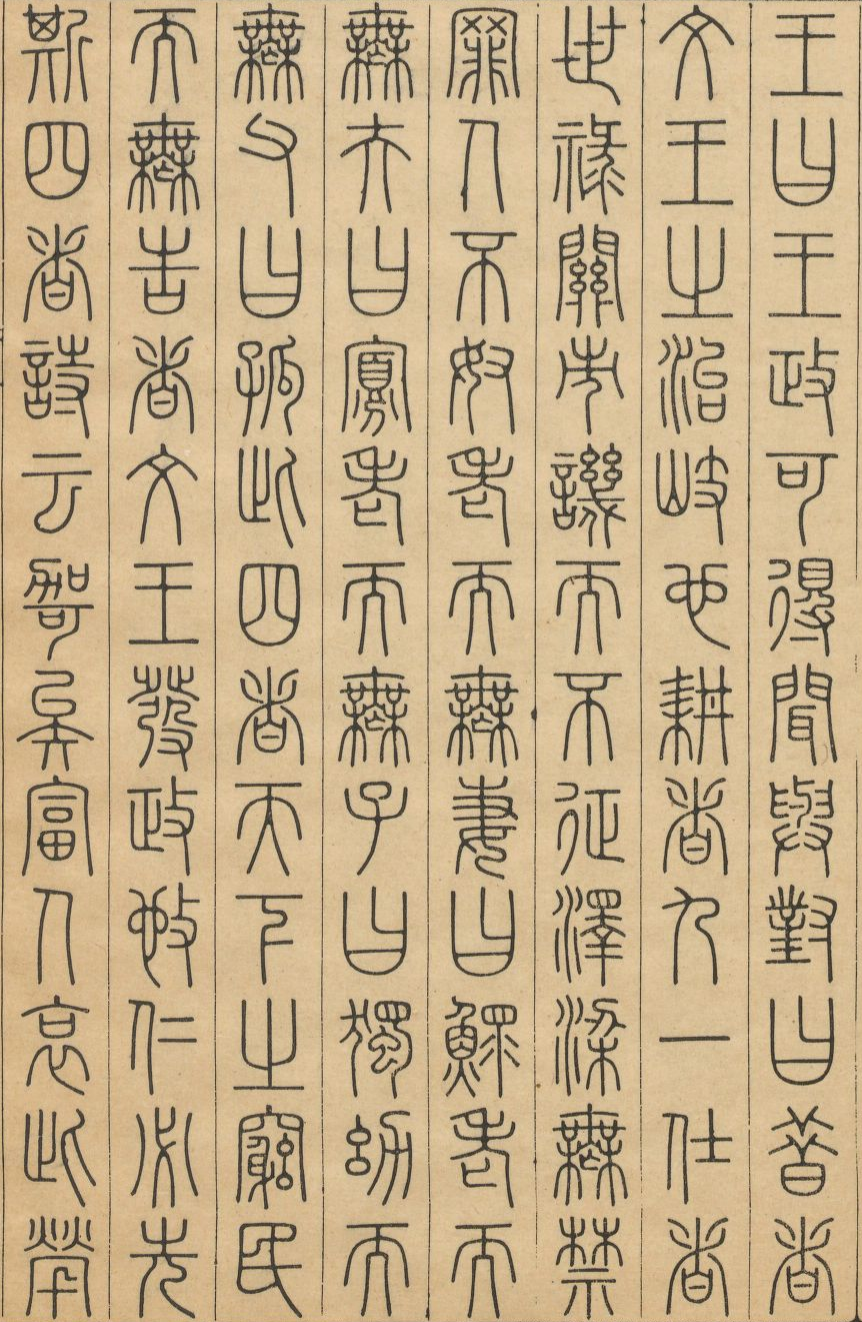 王曰王政可得聞與對曰昔者
文王之治岐也耕者九一仕者
世祿關市譏而不征澤梁無禁
罪人不奴老而無妻曰鰥老而
無夫曰寡老而無子曰獨幼而
無父曰孤此四者天下之窮民
而無告者文王發政施仁必先
斯四者詩云哿矣富人哀此煢